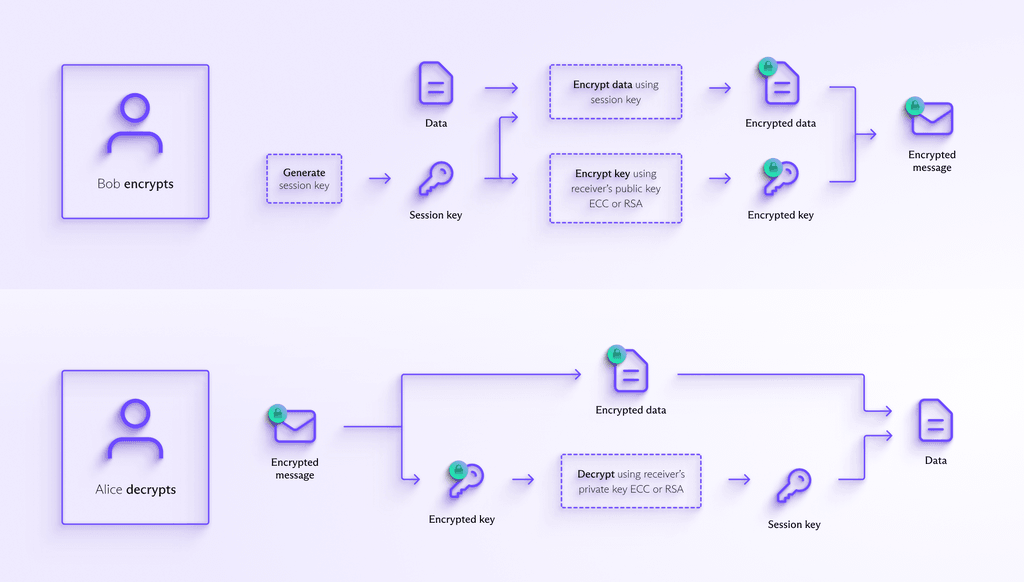 Bob encrypts
Generate
session key
Data
Session key
Encrypt data using
session key
Encrypt key using
receiver's public key
ECC or RSA
Encrypted data
Encrypted key
Encrypted
message
Alice decrypts
Encrypted
message
Encrypted data
Encrypted key
Decrypt using receiver's
private key ECC or RSA
Session key
Data